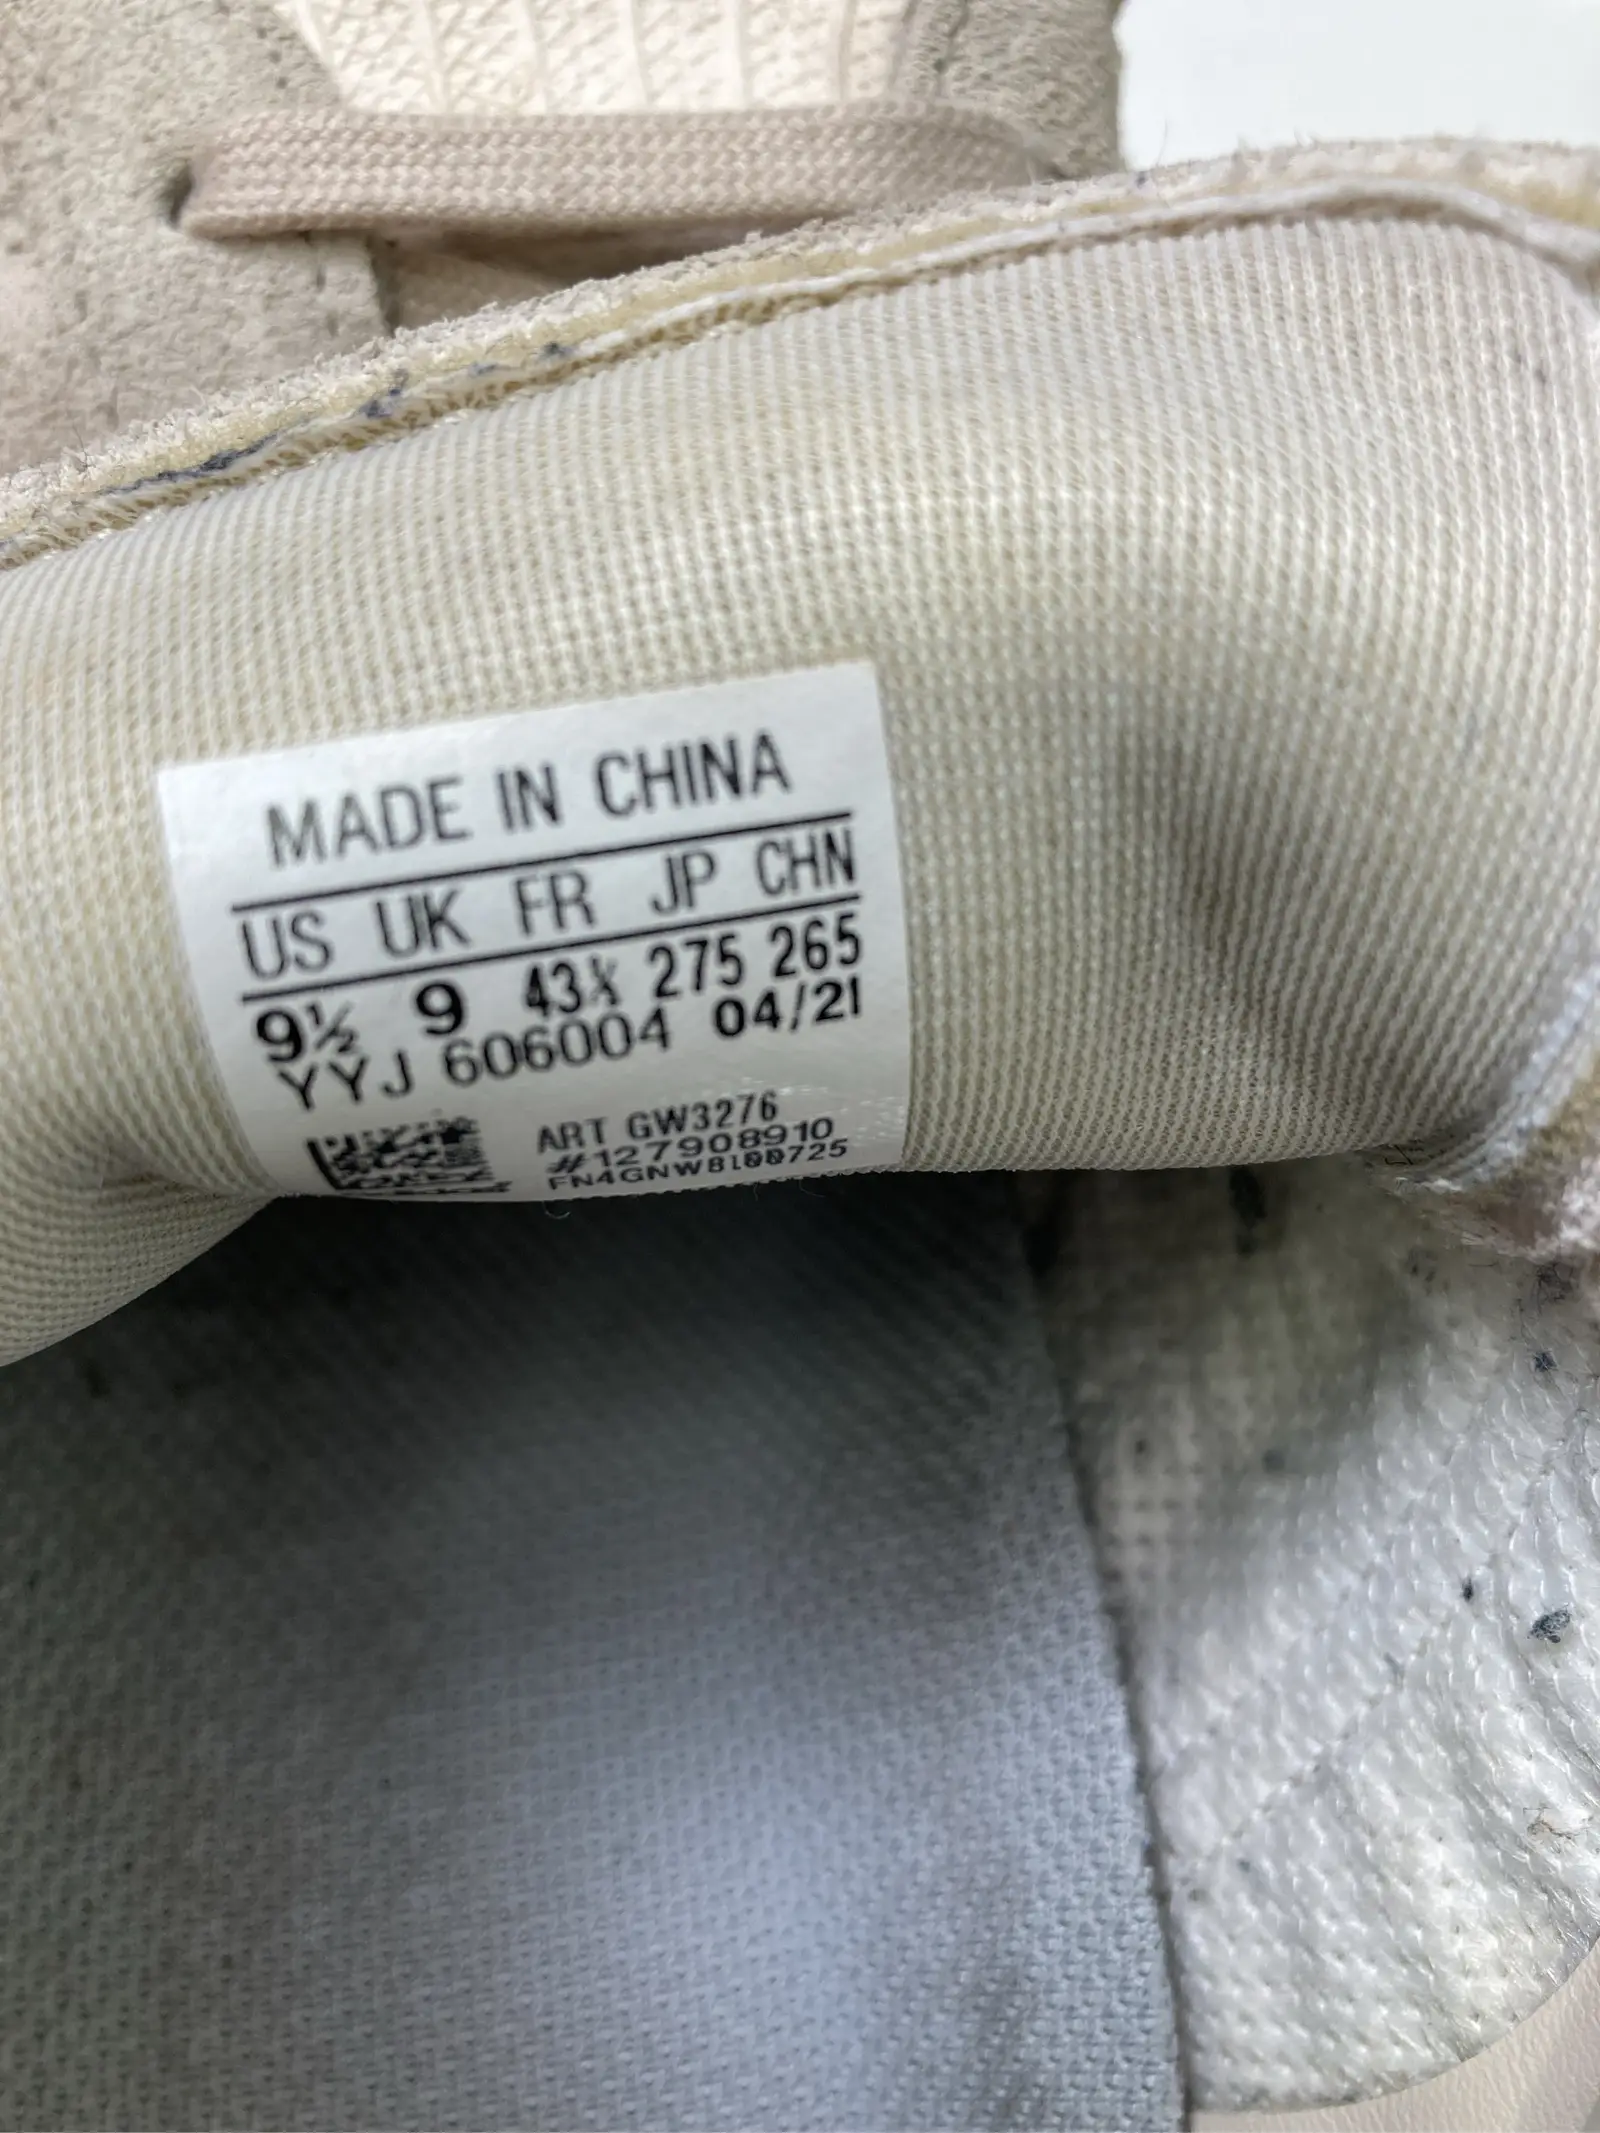 MADE IN CHINA
US UK FR JP CHN
9½ 9 43⅓ 275 265
YYJ 606004 04/21
ART GW3276
#127908910
FN4GNW8100725